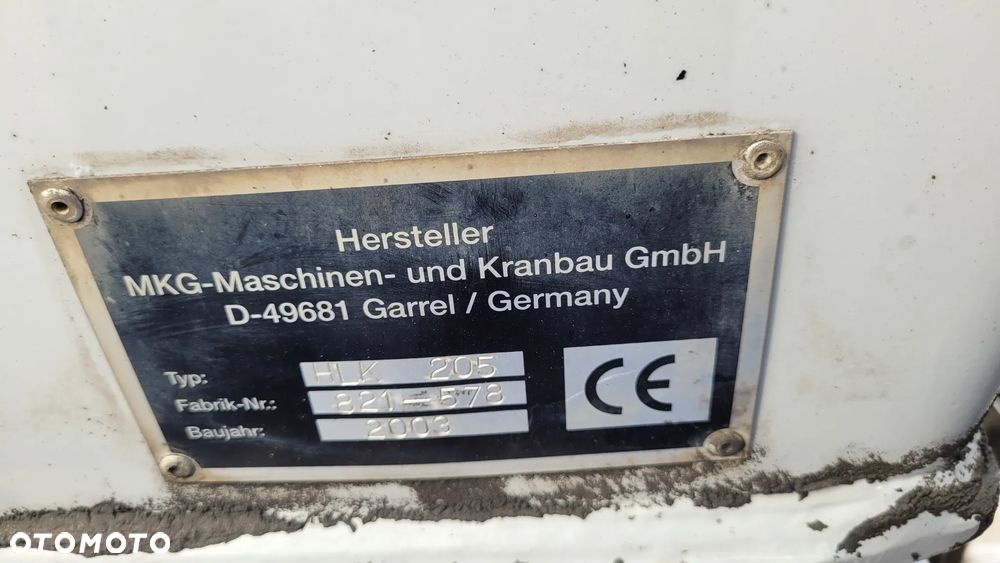 Hersteller
MKG-Maschinen- und Kranbau GmbH
D-49681 Garrel / Germany
Typ: HLK 205
Fabrik-Nr.: 821-578
Baujahr: 2003
CE
OTOMOTO